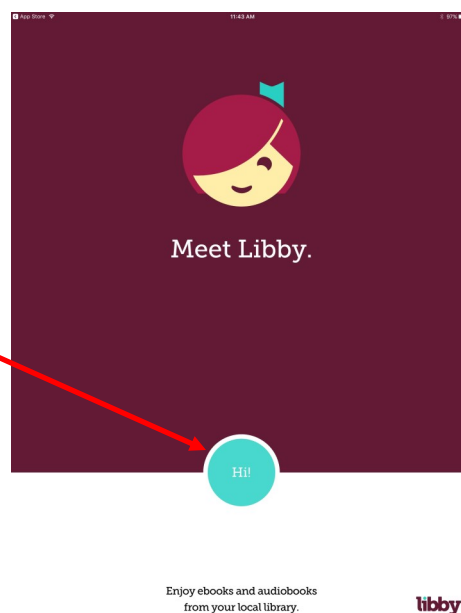 App Store
11:43 AM
97%
Meet Libby.
Hi!
Enjoy ebooks and audiobooks
from your local library.
libby